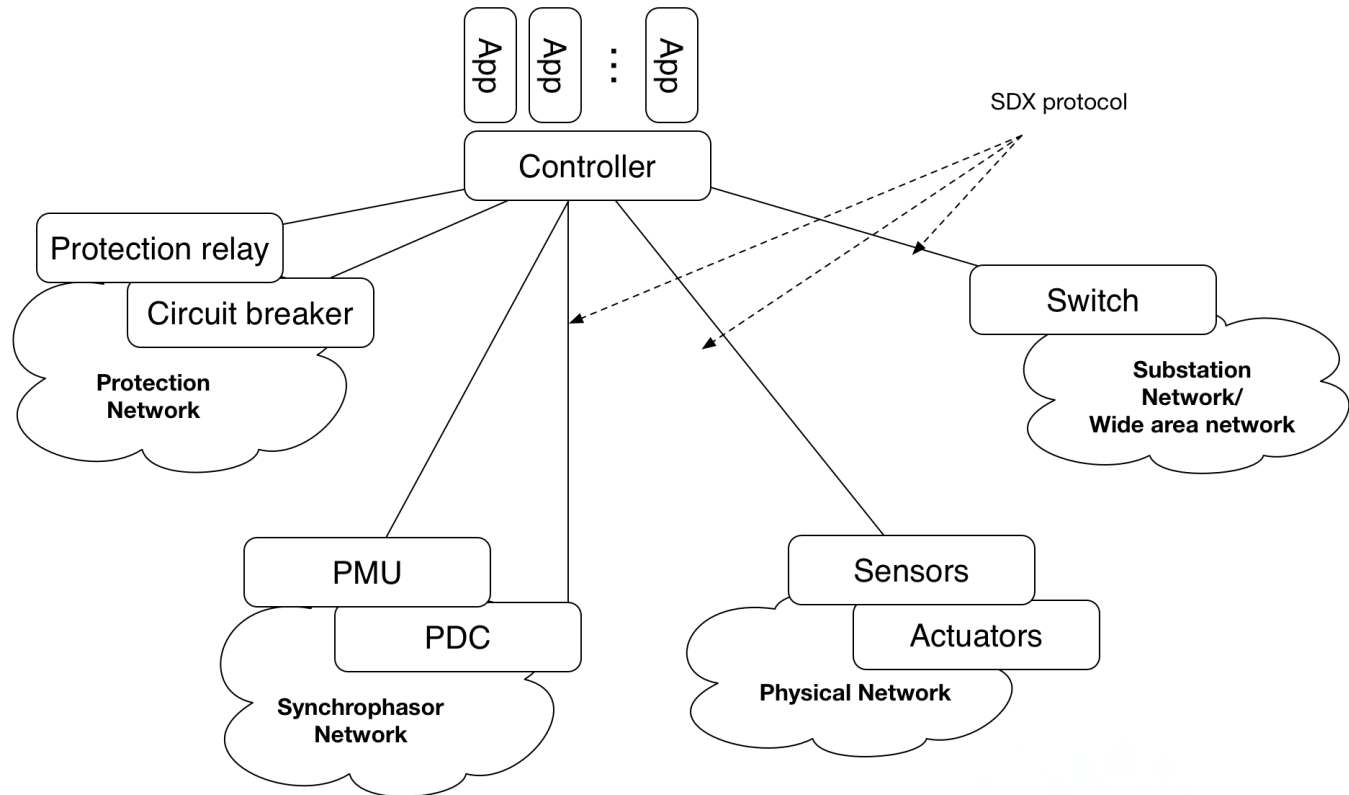 App
App
⋮
App
SDX protocol
Controller
Protection relay
Circuit breaker
Switch
Protection
Network
Substation
Network/
Wide area network
PMU
Sensors
PDC
Actuators
Synchrophasor
Network
Physical Network